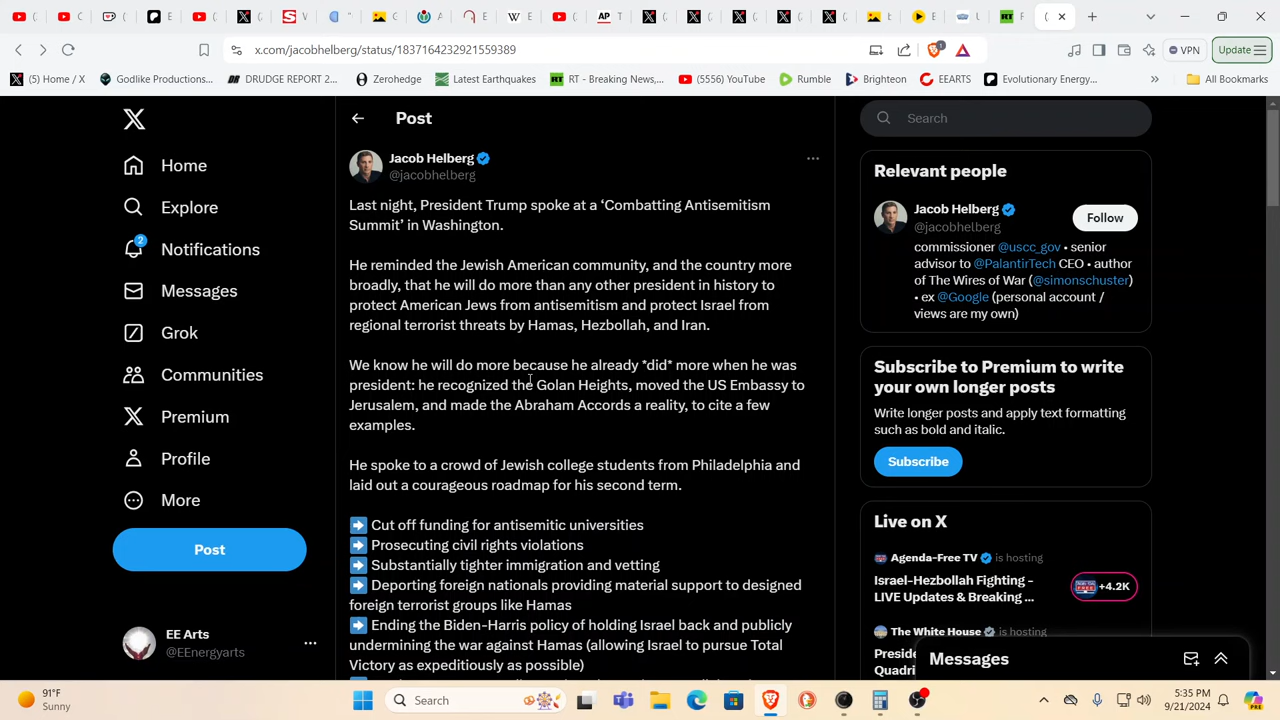 E
S
W
AP T
RT F
(
x.com/jacobhelberg/status/1837164232921559389
VPN
Update
(5) Home / X
Godlike Productions...
DRUDGE REPORT 2...
Zerohedge
Latest Earthquakes
RT - Breaking News,...
(5555) YouTube
Rumble
Brighteon
EEARTS
Evolutionary Energy...
All Bookmarks
Home
Explore
2
Notifications
Messages
Grok
Communities
Premium
Profile
More
Post
EE Arts
@EEnergyarts
Post
Jacob Helberg
@jacobhelberg
Last night, President Trump spoke at a ‘Combatting Antisemitism
Summit’ in Washington.
He reminded the Jewish American community, and the country more
broadly, that he will do more than any other president in history to
protect American Jews from antisemitism and protect Israel from
regional terrorist threats by Hamas, Hezbollah, and Iran.
We know he will do more because he already *did* more when he was
president: he recognized the Golan Heights, moved the US Embassy to
Jerusalem, and made the Abraham Accords a reality, to cite a few
examples.
He spoke to a crowd of Jewish college students from Philadelphia and
laid out a courageous roadmap for his second term.
➡ Cut off funding for antisemitic universities
➡ Prosecuting civil rights violations
➡ Substantially tighter immigration and vetting
➡ Deporting foreign nationals providing material support to designed
foreign terrorist groups like Hamas
➡ Ending the Biden-Harris policy of holding Israel back and publicly
undermining the war against Hamas (allowing Israel to pursue Total
Victory as expeditiously as possible)
Search
Relevant people
Jacob Helberg
@jacobhelberg
Follow
commissioner @uscc_gov • senior
advisor to @PalantirTech CEO • author
of The Wires of War (@simonschuster)
• ex @Google (personal account /
views are my own)
Subscribe to Premium to
write your own longer posts
Write longer posts and apply text formatting
such as bold and italic.
Subscribe
Live on X
Agenda-Free TV is hosting
Israel-Hezbollah Fighting -
LIVE Updates & Breaking ...
+4.2K
The White House is hosting
Presid
Quadri
Messages
91°F
Sunny
Search
5:35 PM
9/21/2024